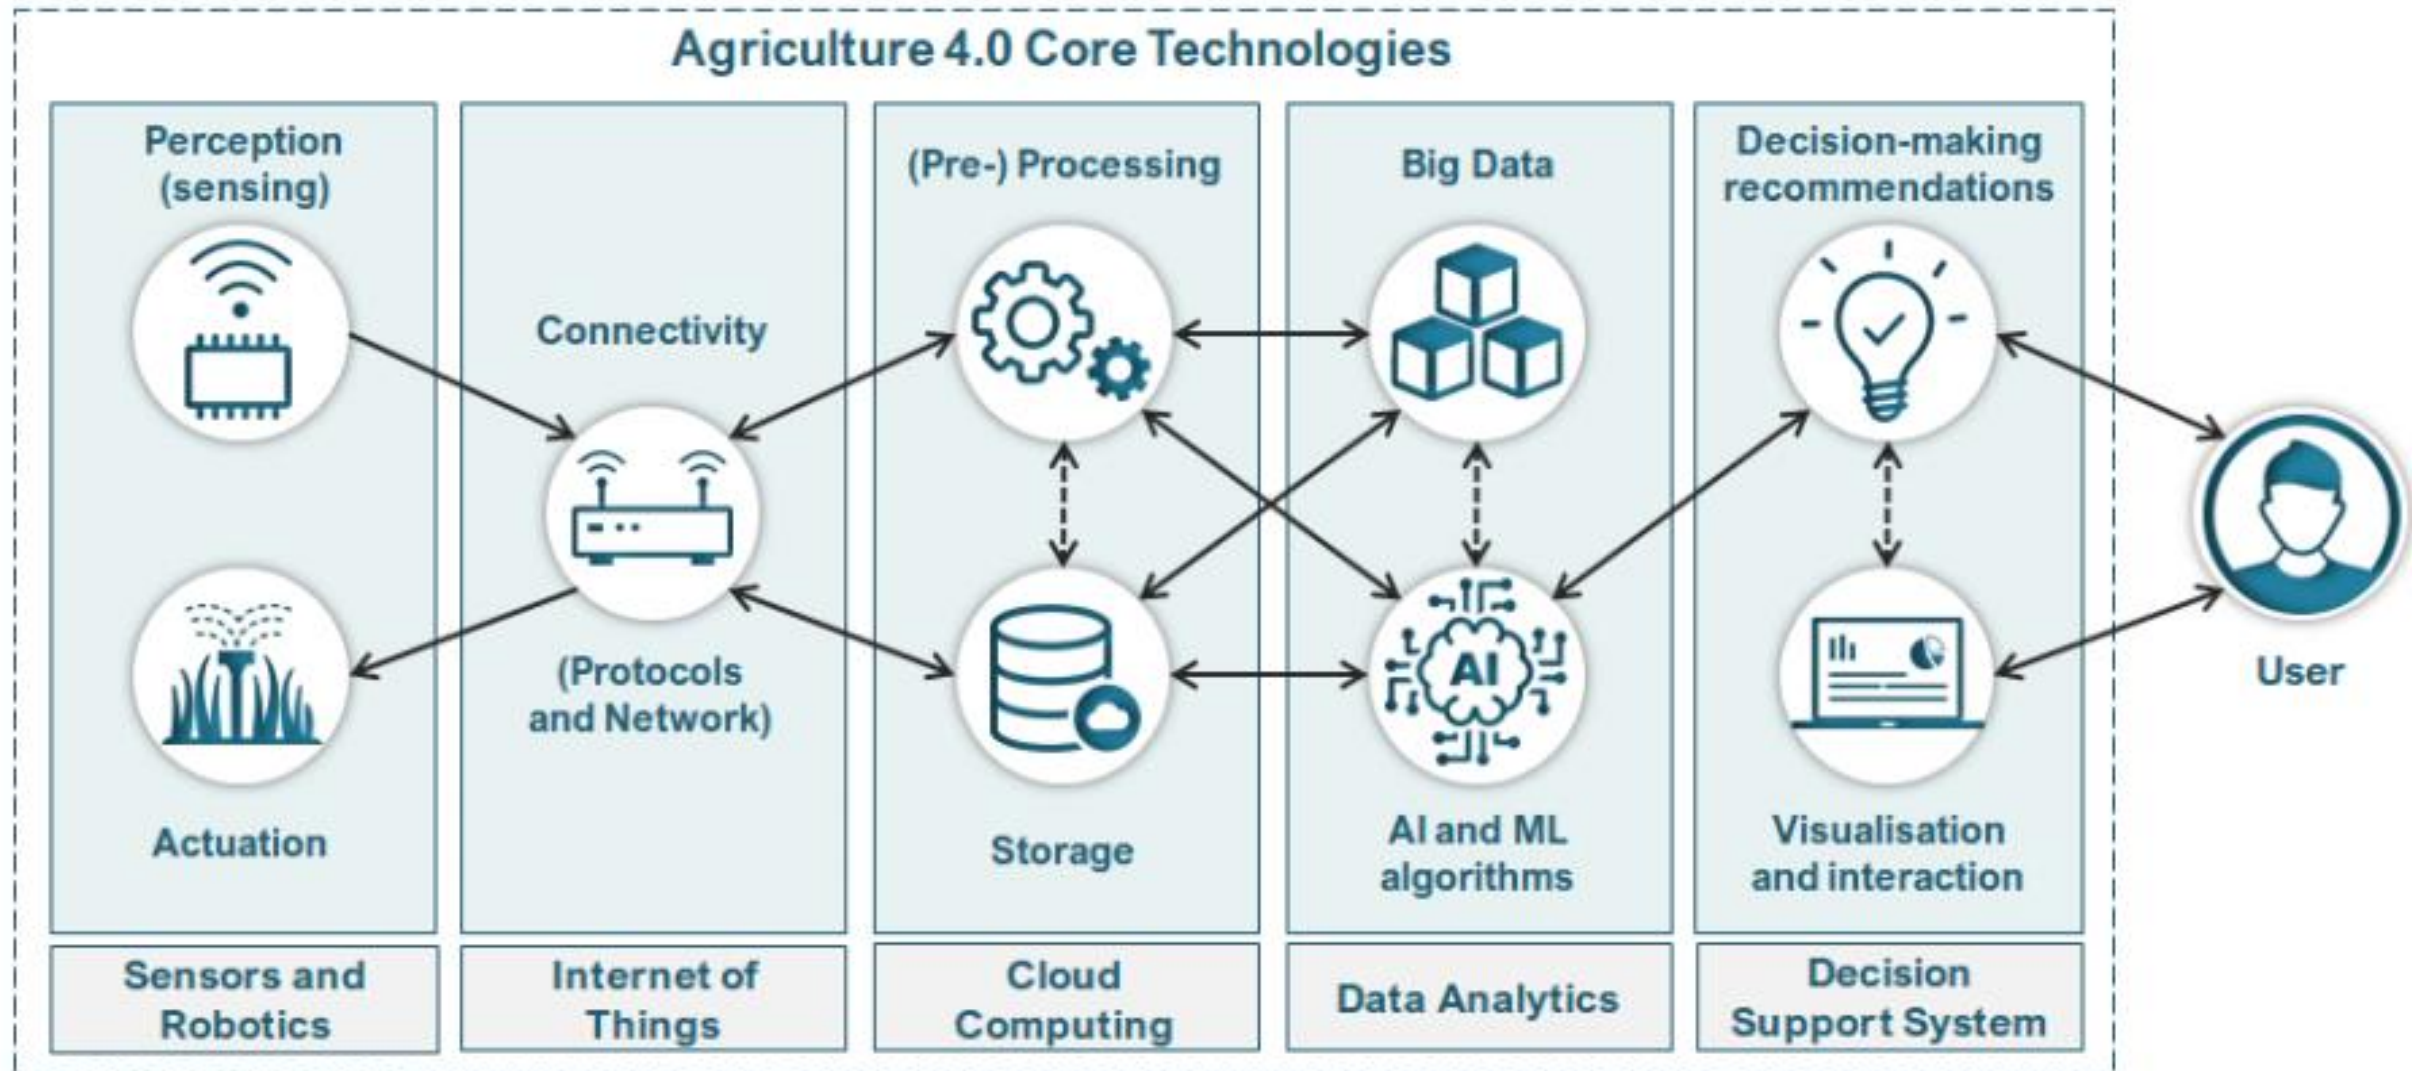 Agriculture 4.0 Core Technologies
Perception
(sensing)
Actuation
Sensors and
Robotics
Connectivity
(Protocols
and Network)
Internet of
Things
(Pre-) Processing
Storage
Cloud
Computing
Big Data
AI
AI and ML
algorithms
Data Analytics
Decision-making
recommendations
Visualisation
and interaction
Decision
Support System
User